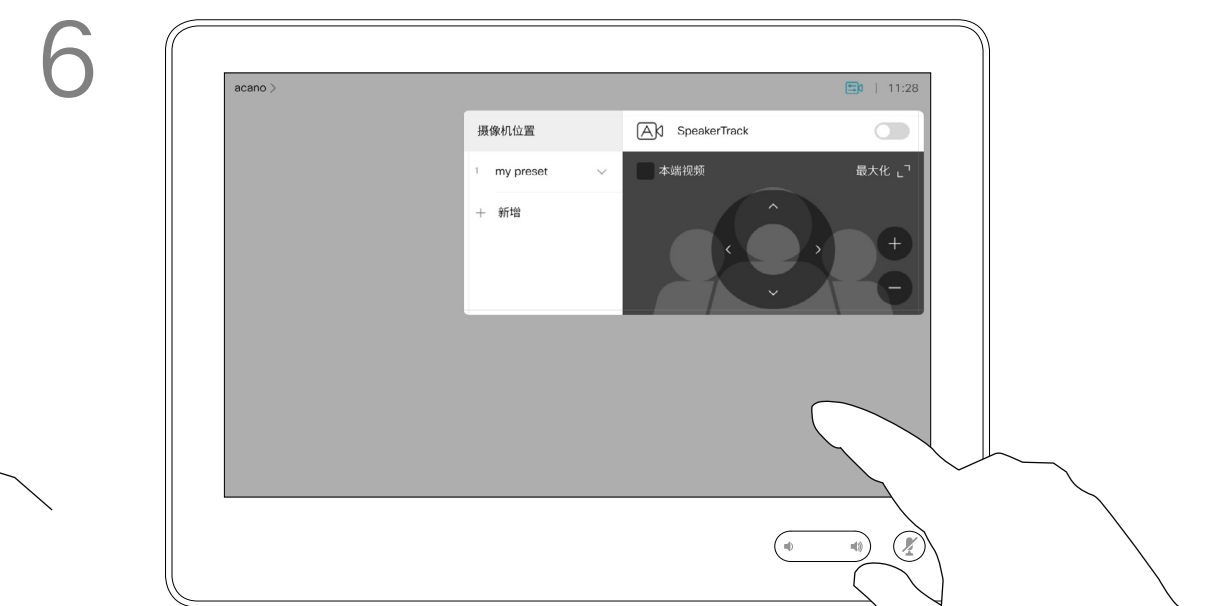 6
acano >
11:28
摄像机位置
SpeakerTrack
1 my preset
本端视频
最大化
+ 新增